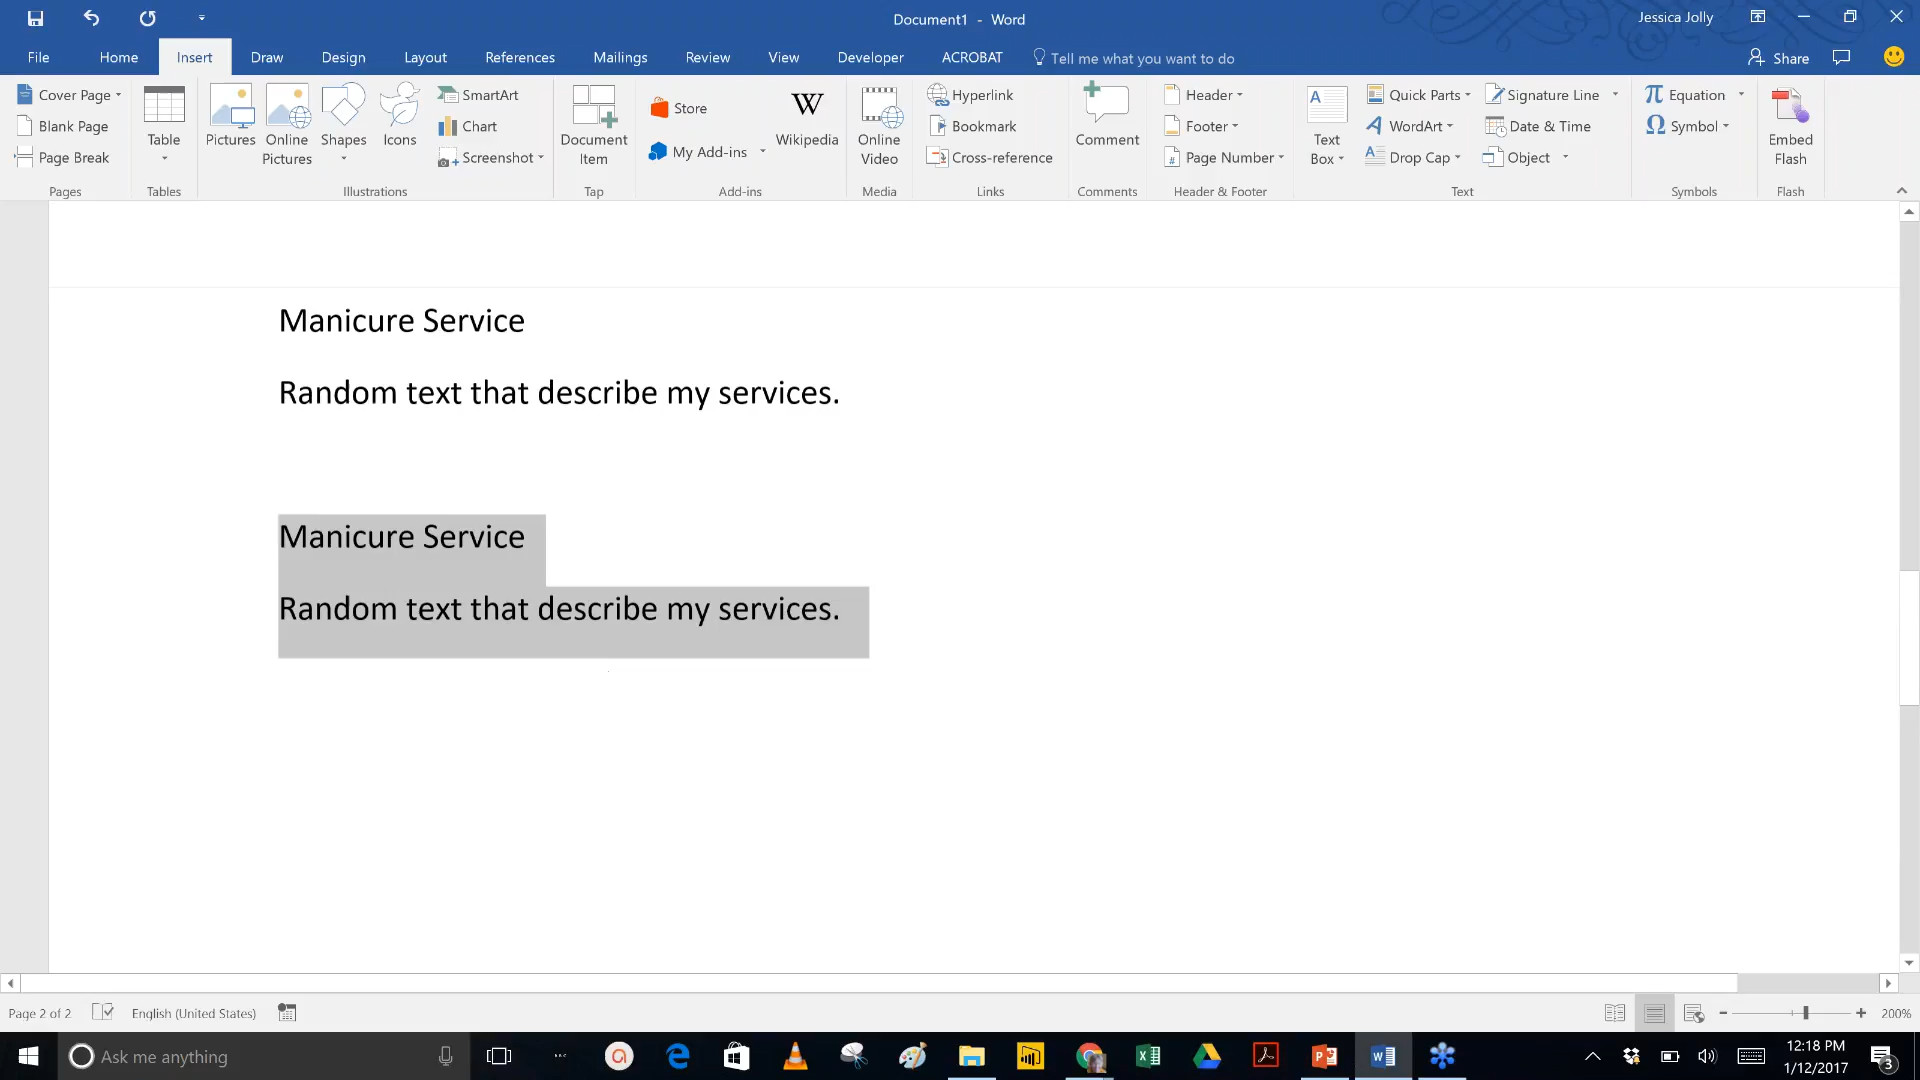 Document1 - Word
Jessica Jolly
File Home Insert Draw Design Layout References Mailings Review View Developer ACROBAT Tell me what you want to do Share
Cover Page
Blank Page
Page Break
Pages
Table
Tables
Pictures
Online Pictures
Shapes
Icons
SmartArt
Chart
Screenshot
Illustrations
Document Item
Tap
Store
My Add-ins
Wikipedia
Add-ins
Online Video
Media
Hyperlink
Bookmark
Cross-reference
Links
Comment
Comments
Header
Footer
Page Number
Header & Footer
Text Box
Quick Parts
WordArt
Drop Cap
Signature Line
Date & Time
Object
Text
Equation
Symbol
Symbols
Embed Flash
Flash
Manicure Service
Random text that describe my services.
Manicure Service
Random text that describe my services.
Page 2 of 2 English (United States) 200%
Ask me anything
12:18 PM
1/12/2017
3